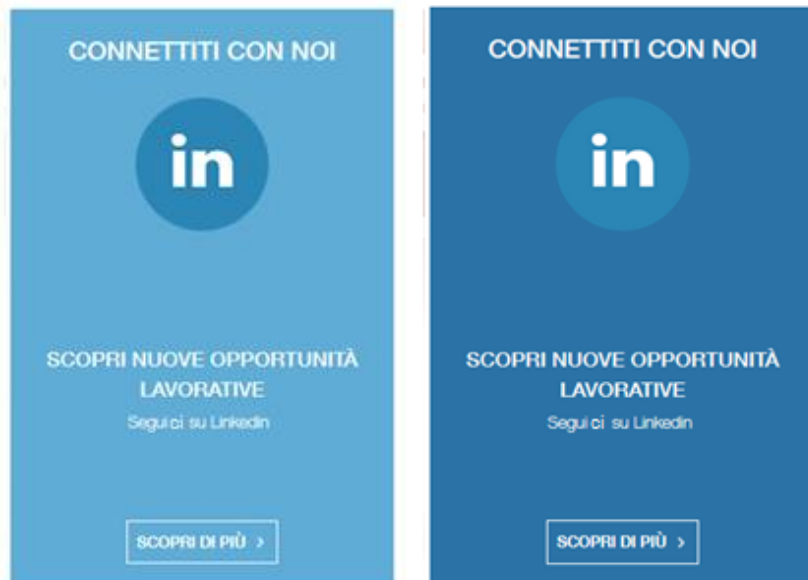 CONNETTITI CON NOI
in
SCOPRI NUOVE OPPORTUNITÀ
LAVORATIVE
Seguici su Linkedin
SCOPRI DI PIÙ >
CONNETTITI CON NOI
in
SCOPRI NUOVE OPPORTUNITÀ
LAVORATIVE
Seguici su Linkedin
SCOPRI DI PIÙ >